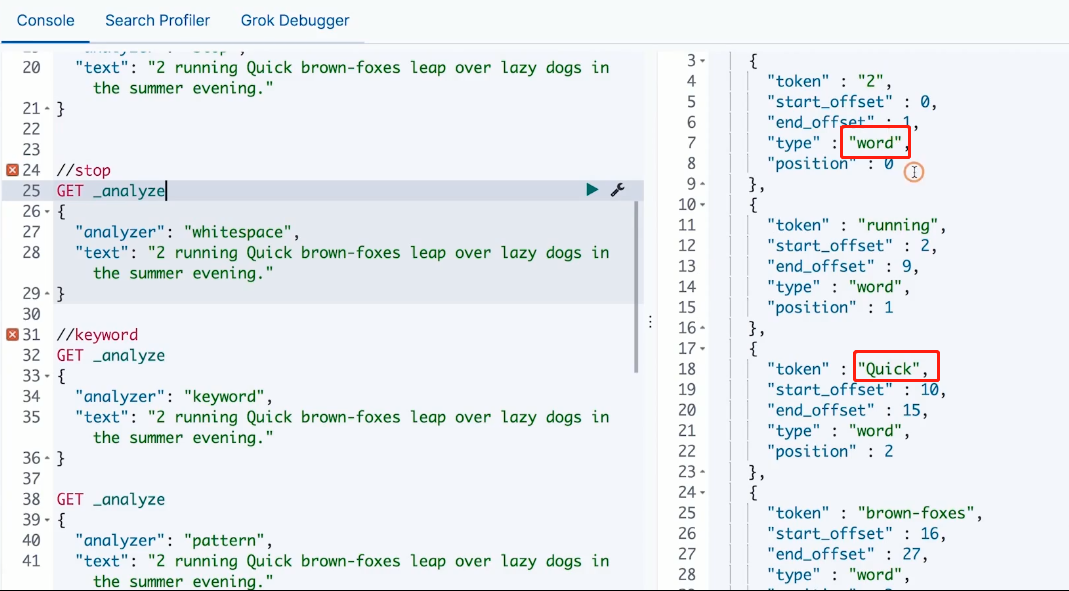 Console Search Profiler Grok Debugger
20 "text": "2 running Quick brown-foxes leap over lazy dogs in
the summer evening."
21 }
22
23
24 //stop
25 GET _analyze
26 {
27 "analyzer": "whitespace",
28 "text": "2 running Quick brown-foxes leap over lazy dogs in
the summer evening."
29 }
30
31 //keyword
32 GET _analyze
33 {
34 "analyzer": "keyword",
35 "text": "2 running Quick brown-foxes leap over lazy dogs in
the summer evening."
36 }
37
38 GET _analyze
39 {
40 "analyzer": "pattern",
41 "text": "2 running Quick brown-foxes leap over lazy dogs in
the summer evening."
3 {
4 "token" : "2",
5 "start_offset" : 0,
6 "end_offset" : 1,
7 "type" : "word",
8 "position" : 0
9 },
10 {
11 "token" : "running",
12 "start_offset" : 2,
13 "end_offset" : 9,
14 "type" : "word",
15 "position" : 1
16 },
17 {
18 "token" : "Quick",
19 "start_offset" : 10,
20 "end_offset" : 15,
21 "type" : "word",
22 "position" : 2
23 },
24 {
25 "token" : "brown-foxes",
26 "start_offset" : 16,
27 "end_offset" : 27,
28 "type" : "word",